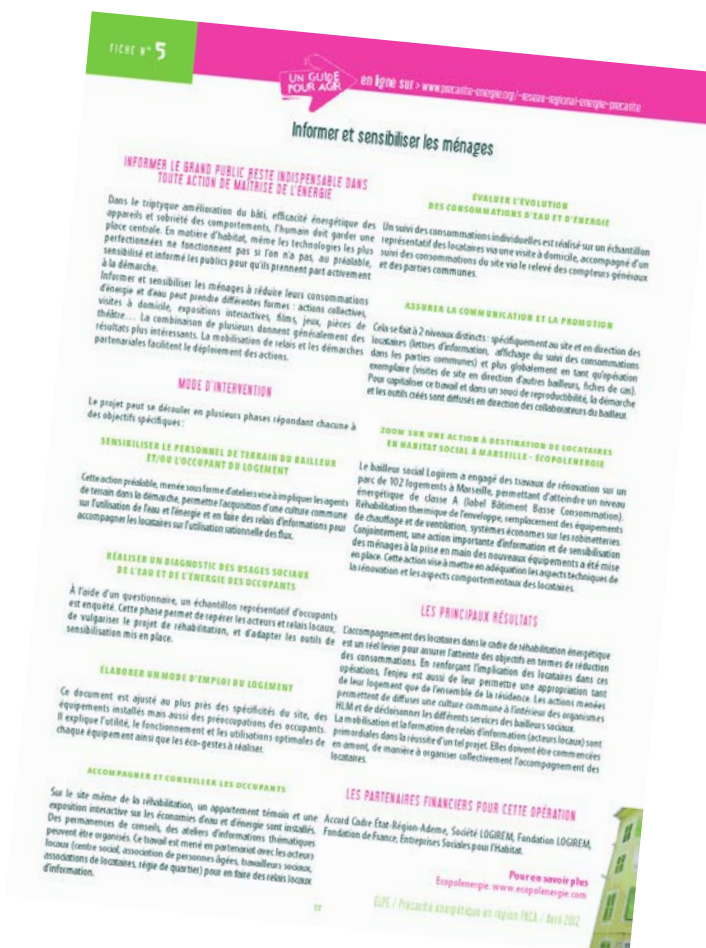 FICHE N° 5
UN GUIDE
POUR AGIR
en ligne sur > www.precarite-energie.org/-reseau-regional-energie-precarite
Informer et sensibiliser les ménages
INFORMER LE GRAND PUBLIC RESTE INDISPENSABLE DANS
TOUTE ACTION DE MAÎTRISE DE L'ÉNERGIE
Dans le triptyque amélioration du bâti, efficacité énergétique des
appareils et sobriété des comportements, l'humain doit garder une
place centrale. En matière d'habitat, même les technologies les plus
perfectionnées ne fonctionnent pas si l'on n'a pas, au préalable,
sensibilisé et informé les publics pour qu'ils prennent part activement
à la démarche.
Informer et sensibiliser les ménages à réduire leurs consommations
d'énergie et d'eau peut prendre différentes formes : actions collectives,
visites à domicile, expositions interactives, films, jeux, pièces de
théâtre.... La combinaison de plusieurs donnent généralement des
résultats plus intéressants. La mobilisation de relais et les démarches
partenariales facilitent le déploiement des actions.
MODE D'INTERVENTION
Le projet peut se dérouler en plusieurs phases répondant chacune à
des objectifs spécifiques :
SENSIBILISER LE PERSONNEL DE TERRAIN DU BAILLEUR
ET/OU L'OCCUPANT DU LOGEMENT
Cette action préalable, menée sous forme d'ateliers vise à impliquer les agents
de terrain dans la démarche, permettre l'acquisition d'une culture commune
sur l'utilisation de l'eau et l'énergie et en faire des relais d'informations pour
accompagner les locataires sur l'utilisation rationnelle des flux.
RÉALISER UN DIAGNOSTIC DES USAGES SOCIAUX
DE L'EAU ET DE L'ENERGIE DES OCCUPANTS
À l'aide d'un questionnaire, un échantillon représentatif d'occupants
est enquêté. Cette phase permet de repérer les acteurs et relais locaux,
de vulgariser le projet de réhabilitation, et d'adapter les outils de
sensibilisation mis en place.
ÉLABORER UN MODE D'EMPLOI DU LOGEMENT
Ce document est ajusté au plus près des spécificités du site, des
équipements installés mais aussi des préoccupations des occupants.
Il explique l'utilité, le fonctionnement et les utilisations optimales de
chaque équipement ainsi que les éco-gestes à réaliser.
ACCOMPAGNER ET CONSEILLER LES OCCUPANTS
Sur le site même de la réhabilitation, un appartement témoin et une
exposition interactive sur les économies d'eau et d'énergie sont installés.
Des permanences de conseils, des ateliers d'informations thématiques
peuvent être organisés. Ce travail est mené en partenariat avec les acteurs
locaux (centre social, association de personnes âgées, travailleurs sociaux,
associations de locataires, régie de quartier) pour en faire des relais locaux
d'information.
ÉVALUER L'ÉVOLUTION
DES CONSOMMATIONS D'EAU ET D'ÉNERGIE
Un suivi des consommations individuelles est réalisé sur un échantillon
représentatif des locataires via une visite à domicile, accompagné d'un
suivi des consommations du site via le relevé des compteurs généraux
et des parties communes.
ASSURER LA COMMUNICATION ET LA PROMOTION
Cela se fait à 2 niveaux distincts : spécifiquement au site et en direction des
locataires (lettres d'information, affichage du suivi des consommations
dans les parties communes) et plus globalement en tant qu'opération
exemplaire (visites de site en direction d'autres bailleurs, fiches de cas).
Pour capitaliser ce travail et dans un souci de reproductibilité, la démarche
et les outils créés sont diffusés en direction des collaborateurs du bailleur.
ZOOM SUR UNE ACTION À DESTINATION DE LOCATAIRES
EN HABITAT SOCIAL À MARSEILLE - ECOPOLENERGIE
Le bailleur social Logirem a engagé des travaux de rénovation sur un
parc de 102 logements à Marseille, permettant d'atteindre un niveau
énergétique de classe A (label Bâtiment Basse Consommation).
Réhabilitation thermique de l'enveloppe, remplacement des équipements
de chauffage et de ventilation, systèmes économes sur les robinetteries.
Conjointement, une action importante d'information et de sensibilisation
des ménages à la prise en main des nouveaux équipements a été mise
en place. Cette action vise à mettre en adéquation les aspects techniques de
la rénovation et les aspects comportementaux des locataires.
LES PRINCIPAUX RÉSULTATS
L'accompagnement des locataires dans le cadre de réhabilitation énergétique
est un réel levier pour assurer l'atteinte des objectifs en termes de réduction
des consommations. En renforçant l'implication des locataires dans ces
opérations, l'enjeu est aussi de leur permettre une appropriation tant
de leur logement que de l'ensemble de la résidence. Les actions menées
permettent de diffuser une culture commune à l'intérieur des organismes
HLM et de décloisonner les différents services des bailleurs sociaux.
La mobilisation et la formation de relais d'information (acteurs locaux) sont
primordiales dans la réussite d'un tel projet. Elles doivent être commencées
en amont, de manière à organiser collectivement l'accompagnement des
locataires.
LES PARTENAIRES FINANCIERS POUR CETTE OPÉRATION
Accord Cadre État-Région-Ademe, Société LOGIREM, Fondation LOGIREM,
Fondation de France, Entreprises Sociales pour l'Habitat.
Pour en savoir plus
Ecopolenergie www.ecopolenergie.com
17
CLPE / Précarité énergétique en région PACA / Avril 2012